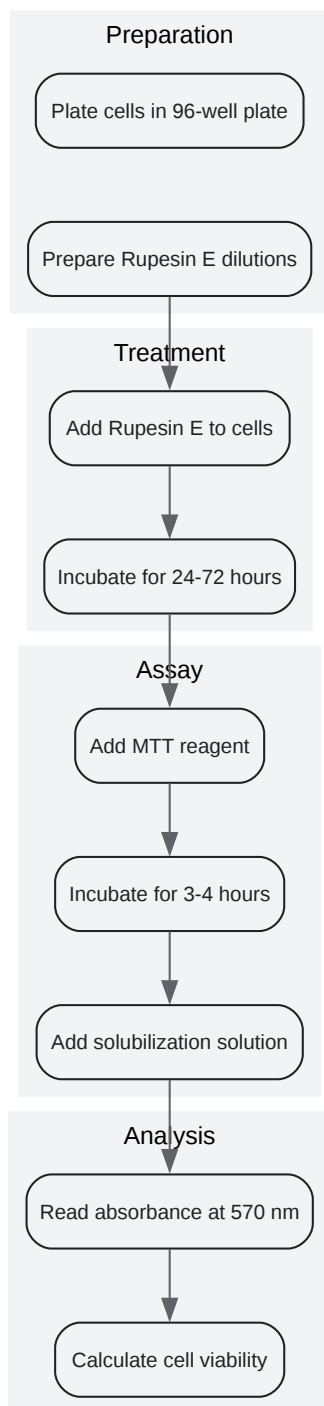 Preparation
Plate cells in 96-well plate
Prepare Rupesin E dilutions
Treatment
Add Rupesin E to cells
Incubate for 24-72 hours
Assay
Add MTT reagent
Incubate for 3-4 hours
Add solubilization solution
Analysis
Read absorbance at 570 nm
Calculate cell viability